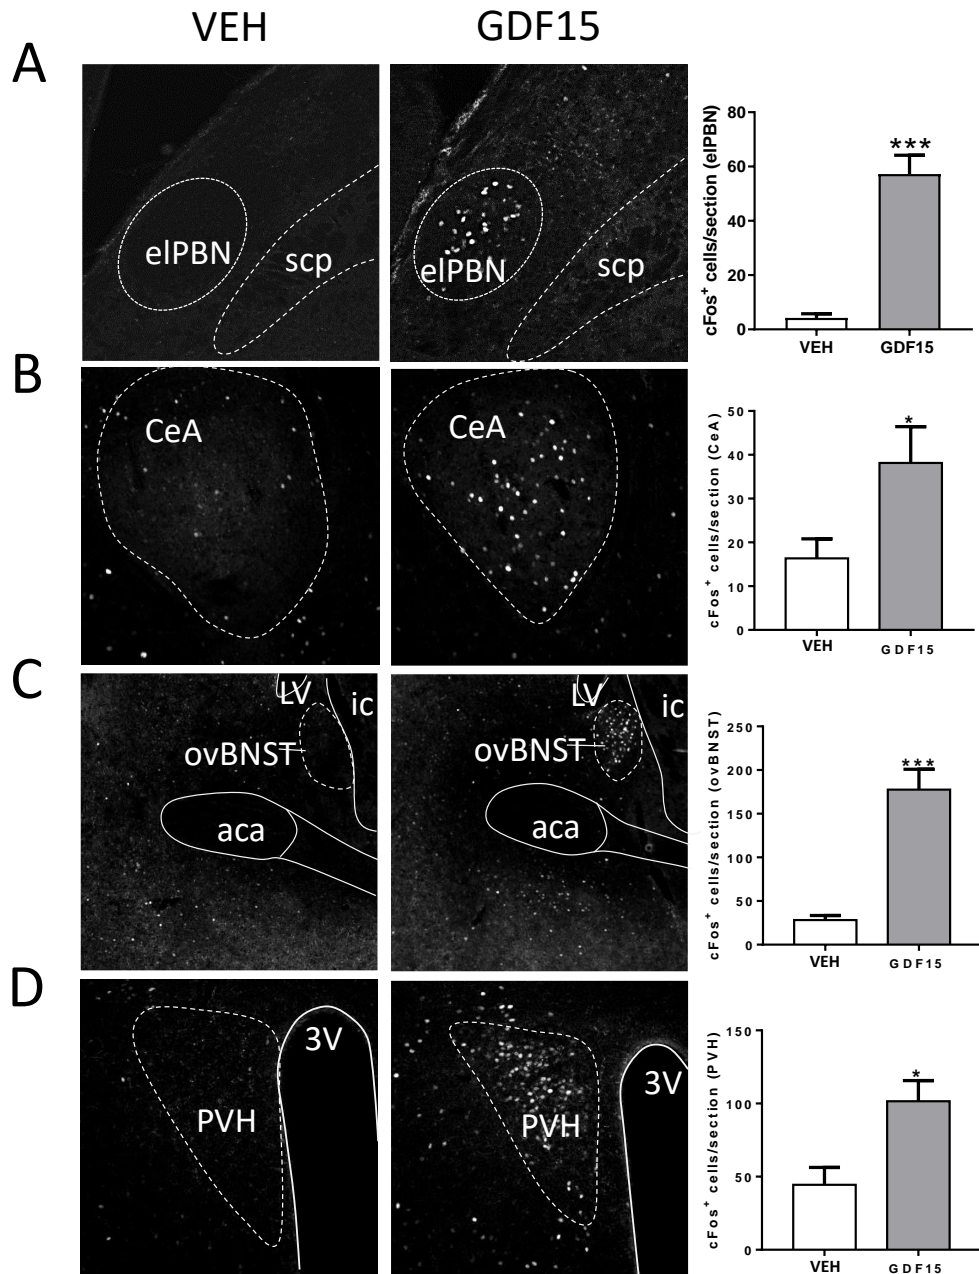 VEH GDF15
A
elPBN scp
elPBN scp
cFos⁺ cells/section (elPBN)
80
60
40
20
0
***
VEH GDF15
B
CeA
CeA
cFos⁺ cells/section (CeA)
50
40
30
20
10
0
*
VEH GDF15
C
LV ic
ovBNST
aca
LV ic
ovBNST
aca
cFos⁺ cells/section (ovBNST)
250
200
150
100
50
0
***
VEH GDF15
D
3V
PVH
3V
PVH
cFos⁺ cells/section (PVH)
150
100
50
0
*
VEH GDF15